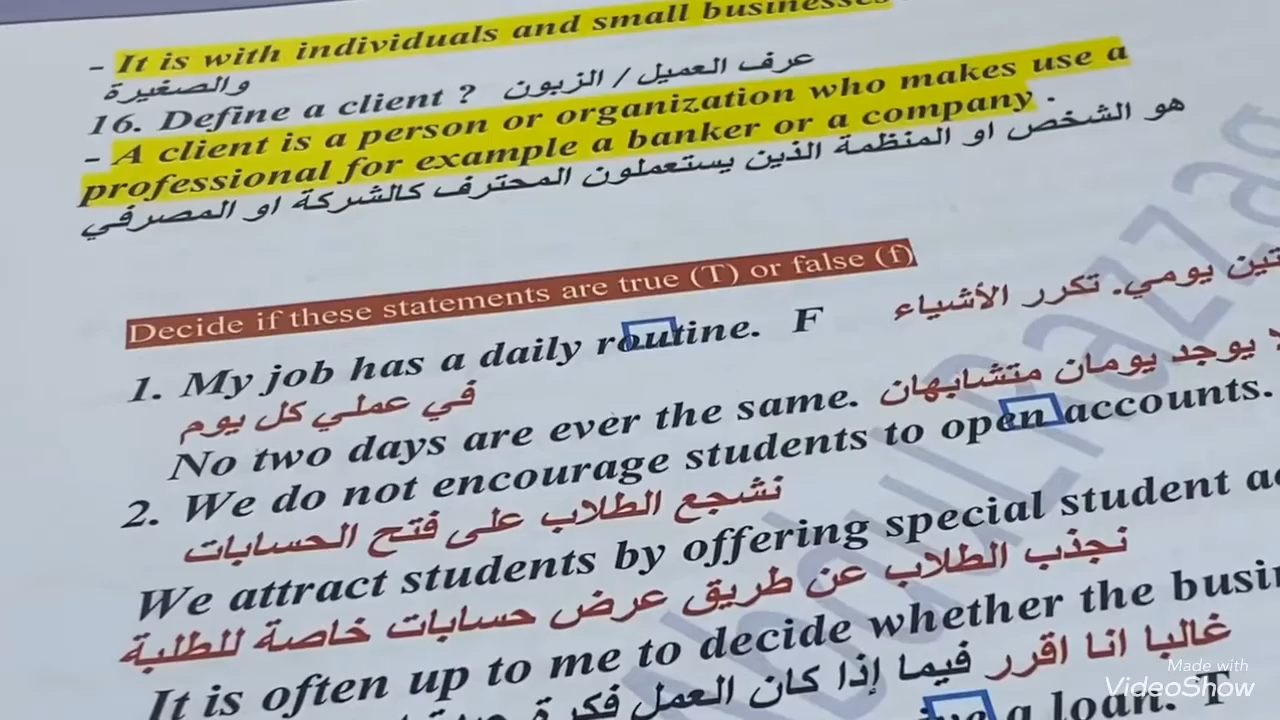 - It is with individuals and small businesses
والصغيرة
16. Define a client ? عرف العميل / الزبون
- A client is a person or organization who makes use a
professional for example a banker or a company .
هو الشخص او المنظمة الذين يستعملون المحترف كالشركة او المصرفي
Decide if these statements are true (T) or false (f)
1. My job has a daily routine. F تكرر الأشياء .يومي
في عملي كل يوم
No two days are ever the same. يوجد يومان متشابهان
2. We do not encourage students to open accounts.
نشجع الطلاب على فتح الحسابات
We attract students by offering special student
نجذب الطلاب عن طريق عرض حسابات خاصة للطلبة
It is often up to me to decide whether the
غالبا انا اقرر فيما إذا كان العمل فكرة
a loan. T
Made with
VideoShow